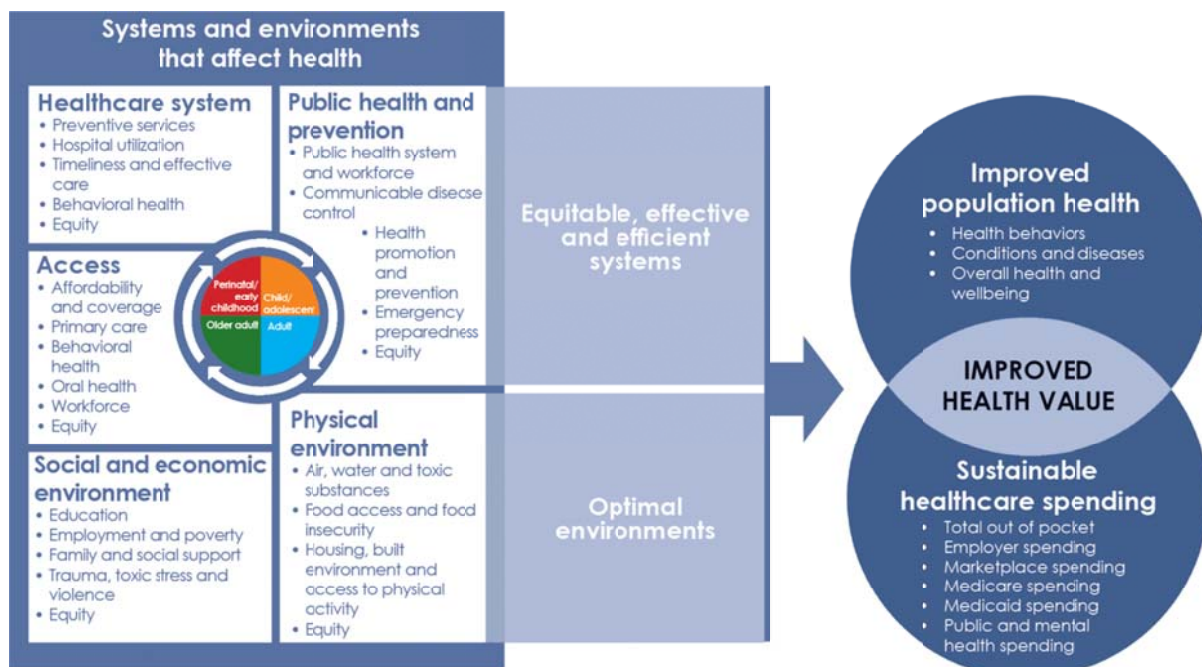 Systems and environments
that affect health
Healthcare system
• Preventive services
• Hospital utilization
• Timeliness and effective
care
• Behavioral health
• Equity
Public health and
prevention
• Public health system
and workforce
• Communicable disease
control
• Health
promotion and
prevention
• Emergency
preparedness
• Equity
Access
• Affordability
and coverage
• Primary care
• Behavioral
health
• Oral health
• Workforce
• Equity
Perinatal/
early
childhood
Child/
adolescent
Older adult
Adult
Social and economic
environment
• Education
• Employment and poverty
• Family and social support
• Trauma, toxic stress and
violence
• Equity
Physical
environment
• Air, water and toxic
substances
• Food access and food
insecurity
• Housing, built
environment and
access to physical
activity
• Equity
Equitable, effective
and efficient
systems
Optimal
environments
Improved
population health
• Health behaviors
• Conditions and diseases
• Overall health and
wellbeing
IMPROVED
HEALTH VALUE
Sustainable
healthcare spending
• Total out of pocket
• Employer spending
• Marketplace spending
• Medicare spending
• Medicaid spending
• Public and mental
health spending